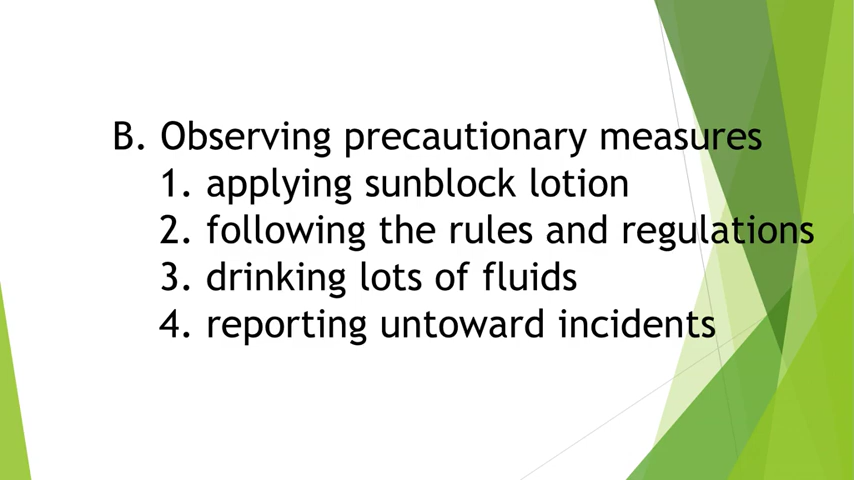 B. Observing precautionary measures
1. applying sunblock lotion
2. following the rules and regulations
3. drinking lots of fluids
4. reporting untoward incidents